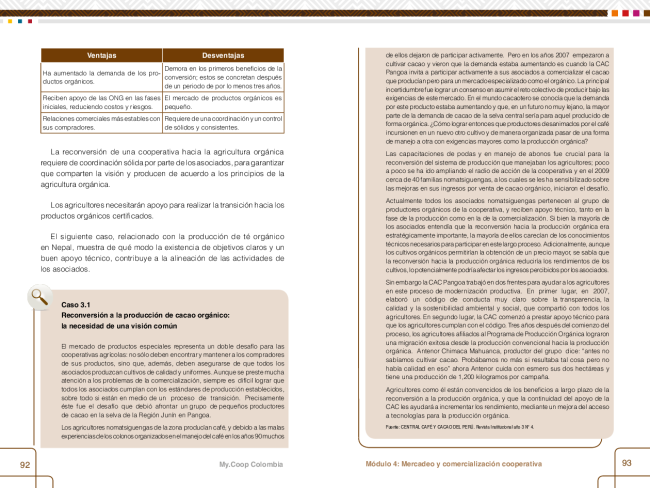 Ventajas
Desventajas
Ha aumentado la demanda de los pro-
ductos orgánicos.
Demora en los primeros beneficios de la
conversión; estos se concretan después
de un periodo de por lo menos tres años.
Reciben apoyo de las ONG en las fases
iniciales, reduciendo costos y riesgos.
El mercado de productos orgánicos es
pequeño.
Relaciones comerciales más estables con
sus compradores.
Requiere de una coordinación y un control
de sólidos y consistentes.
La reconversión de una cooperativa hacia la agricultura orgánica
requiere de coordinación sólida por parte de los asociados, para garantizar
que comparten la visión y producen de acuerdo a los principios de la
agricultura orgánica.
Los agricultores necesitarán apoyo para realizar la transición hacia los
productos orgánicos certificados.
El siguiente caso, relacionado con la producción de té orgánico
en Nepal, muestra de qué modo la existencia de objetivos claros y un
buen apoyo técnico, contribuye a la alineación de las actividades de
los asociados.
Caso 3.1
Reconversión a la producción de cacao orgánico:
la necesidad de una visión común
El mercado de productos especiales representa un doble desafío para las
cooperativas agrícolas: no sólo deben encontrar y mantener a los compradores
de sus productos, sino que, además, deben asegurarse de que todos los
asociados produzcan cultivos de calidad y uniformes. Aunque se preste mucha
atención a los problemas de la comercialización, siempre es difícil lograr que
todos los asociados cumplan con los estándares de producción establecidos,
sobre todo si están en medio de un proceso de transición. Precisamente
éste fue el desafío que debió afrontar un grupo de pequeños productores
de cacao en la selva de la Región Junín en Pangoa.
Los agricultores nomatsiguengas de la zona producían café, y debido a las malas
experiencias de los colonos organizados en el manejo del café en los años 90 muchos
92
My.Coop Colombia
de ellos dejaron de participar activamente. Pero en los años 2007 empezaron a
cultivar cacao y vieron que la demanda estaba aumentando es cuando la CAC
Pangoa invita a participar activamente a sus asociados a comercializar el cacao
que producían pero para un mercado especializado como el orgánico. La principal
incertidumbre fue lograr un consenso en asumir el reto colectivo de producir bajo las
exigencias de este mercado. En el mundo cacaotero se conocía que la demanda
por este producto estaba aumentando y que, en un futuro no muy lejano, la mayor
parte de la demanda de cacao de la selva central sería para aquel producido de
forma orgánica. ¿Cómo lograr entonces que productores desanimados por el café
incursionen en un nuevo otro cultivo y de manera organizada pasar de una forma
de manejo a otra con exigencias mayores como la producción orgánica?
Las capacitaciones de podas y en manejo de abonos fue crucial para la
reconversión del sistema de producción que manejaban los agricultores; poco
a poco se ha ido ampliando el radio de acción de la cooperativa y en el 2009
cerca de 40 familias nomatsiguengas, a los cuales se les ha sensibilizado sobre
las mejoras en sus ingresos por venta de cacao orgánico, iniciaron el desafío.
Actualmente todos los asociados nomatsiguengas pertenecen al grupo de
productores orgánicos de la cooperativa, y reciben apoyo técnico, tanto en la
fase de la producción como en la de la comercialización. Si bien la mayoría de
los asociados entendía que la reconversión hacia la producción orgánica era
estratégicamente importante, la mayoría de ellos carecían de los conocimientos
técnicos necesarios para participar en este largo proceso. Adicionalmente, aunque
los cultivos orgánicos permitirían la obtención de un precio mayor, se sabía que
la reconversión hacia la producción orgánica reduciría los rendimientos de los
cultivos, lo potencialmente podría afectar los ingresos percibidos por los asociados.
Sin embargo la CAC Pangoa trabajó en dos frentes para ayudar a los agricultores
en este proceso de modernización productiva. En primer lugar, en 2007,
elaboró un código de conducta muy claro sobre la transparencia, la
calidad y la sostenibilidad ambiental y social, que compartió con todos los
agricultores. En segundo lugar, la CAC comenzó a prestar apoyo técnico para
que los agricultores cumplan con el código. Tres años después del comienzo del
proceso, los agricultores afiliados al Programa de Producción Orgánica lograron
una migración exitosa desde la producción convencional hacia la producción
orgánica. Antenor Chimaca Mahuanca, productor del grupo dice: "antes no
sabíamos cultivar cacao. Probábamos no más si resultaba tal cosa pero no
había calidad en eso" ahora Antenor cuida con esmero sus dos hectáreas y
tiene una producción de 1,200 kilogramos por campaña.
Agricultores como él están convencidos de los beneficios a largo plazo de la
reconversión a la producción orgánica, y que la continuidad del apoyo de la
CAC les ayudará a incrementar los rendimiento, mediante un mejora del acceso
a tecnologías para la producción orgánica.
Fuente: CENTRAL CAFÉ Y CACAO DEL PERÚ. Revista Institucional año 3 N° 4.
Módulo 4: Mercadeo y comercialización cooperativa
93